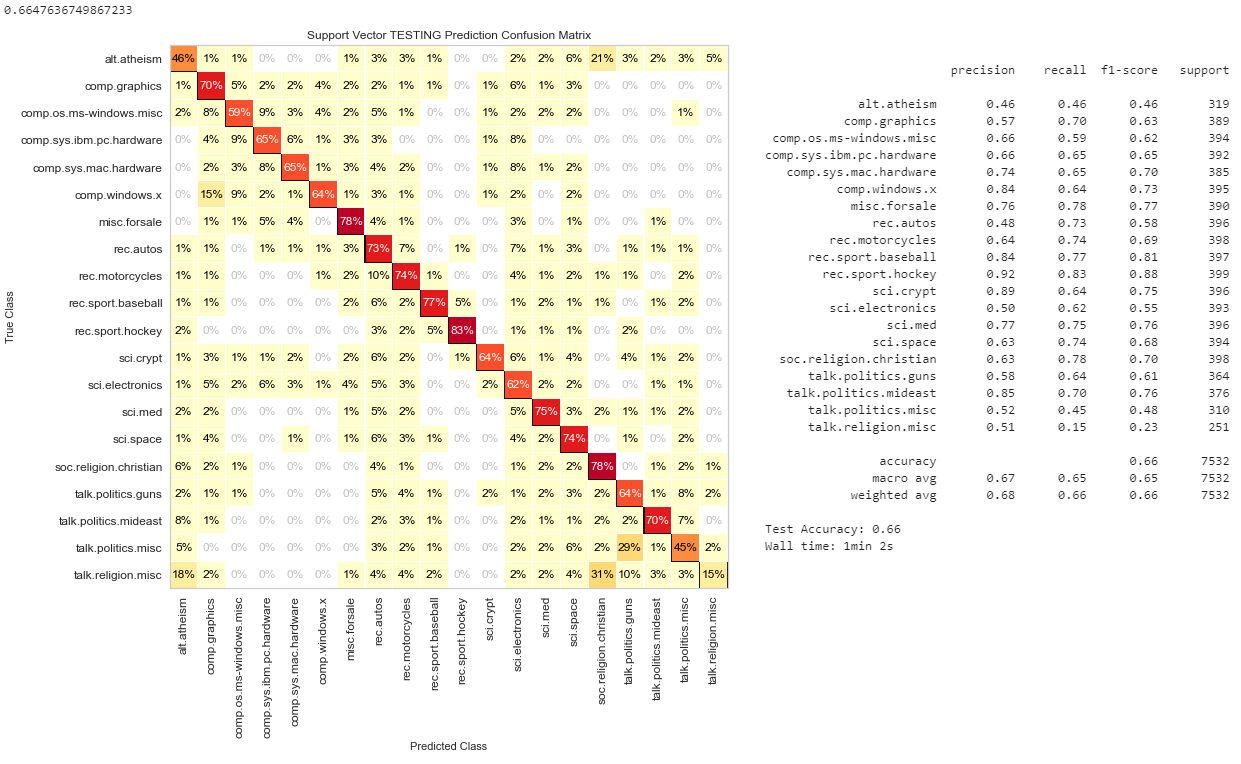 0.6647636749867233
Support Vector TESTING Prediction Confusion Matrix
True Class
alt.atheism 46% 1% 1% 0% 0% 0% 1% 3% 3% 1% 0% 0% 2% 2% 6% 21% 3% 2% 3% 5%
comp.graphics 1% 70% 5% 2% 2% 4% 2% 2% 1% 1% 0% 1% 6% 1% 3% 0% 0% 0% 0% 0%
comp.os.ms-windows.misc 2% 8% 59% 9% 3% 4% 2% 5% 1% 0% 0% 1% 2% 2% 2% 0% 0% 0% 1% 0%
comp.sys.ibm.pc.hardware 0% 4% 9% 65% 6% 1% 3% 3% 0% 0% 0% 1% 8% 0% 0% 0% 0% 0% 0% 0%
comp.sys.mac.hardware 0% 2% 3% 8% 65% 1% 3% 4% 2% 0% 0% 1% 8% 1% 2% 0% 0% 0% 0% 0%
comp.windows.x 0% 15% 9% 2% 1% 64% 1% 3% 1% 0% 0% 1% 2% 0% 2% 0% 0% 0% 0% 0%
misc.forsale 0% 1% 1% 5% 4% 0% 78% 4% 1% 0% 0% 0% 3% 0% 1% 0% 0% 1% 0% 0%
rec.autos 1% 1% 0% 1% 1% 1% 3% 73% 7% 0% 1% 0% 7% 1% 3% 0% 1% 1% 1% 0%
rec.motorcycles 1% 1% 0% 0% 0% 1% 2% 10% 74% 1% 0% 0% 4% 1% 2% 1% 1% 0% 2% 0%
rec.sport.baseball 1% 1% 0% 0% 0% 0% 2% 6% 2% 77% 5% 0% 1% 2% 1% 1% 0% 1% 2% 0%
rec.sport.hockey 2% 0% 0% 0% 0% 0% 0% 3% 2% 5% 83% 0% 1% 1% 1% 0% 2% 0% 0% 0%
sci.crypt 1% 3% 1% 1% 2% 0% 2% 6% 2% 0% 1% 64% 6% 1% 4% 0% 4% 1% 2% 0%
sci.electronics 1% 5% 2% 6% 3% 1% 4% 5% 3% 0% 0% 2% 62% 2% 2% 0% 0% 1% 1% 0%
sci.med 2% 2% 0% 0% 0% 0% 1% 5% 2% 0% 0% 0% 5% 75% 3% 2% 1% 1% 2% 0%
sci.space 1% 4% 0% 0% 1% 0% 1% 6% 3% 1% 0% 0% 4% 2% 74% 0% 1% 0% 2% 0%
soc.religion.christian 6% 2% 1% 0% 0% 0% 0% 4% 1% 0% 0% 0% 1% 2% 2% 78% 0% 1% 2% 1%
talk.politics.guns 2% 1% 1% 0% 0% 0% 0% 5% 4% 1% 0% 2% 1% 2% 3% 2% 64% 1% 8% 2%
talk.politics.mideast 8% 1% 0% 0% 0% 0% 0% 2% 3% 1% 0% 0% 2% 1% 1% 2% 2% 70% 7% 0%
talk.politics.misc 5% 0% 0% 0% 0% 0% 0% 3% 2% 1% 0% 0% 2% 2% 6% 2% 29% 1% 45% 2%
talk.religion.misc 18% 2% 0% 0% 0% 0% 1% 4% 4% 2% 0% 0% 2% 2% 4% 31% 10% 3% 3% 15%
alt.atheism
comp.graphics
comp.os.ms-windows.misc
comp.sys.ibm.pc.hardware
comp.sys.mac.hardware
comp.windows.x
misc.forsale
rec.autos
rec.motorcycles
rec.sport.baseball
rec.sport.hockey
sci.crypt
sci.electronics
sci.med
sci.space
soc.religion.christian
talk.politics.guns
talk.politics.mideast
talk.politics.misc
talk.religion.misc
Predicted Class
precision recall f1-score support
alt.atheism 0.46 0.46 0.46 319
comp.graphics 0.57 0.70 0.63 389
comp.os.ms-windows.misc 0.66 0.59 0.62 394
comp.sys.ibm.pc.hardware 0.66 0.65 0.65 392
comp.sys.mac.hardware 0.74 0.65 0.70 385
comp.windows.x 0.84 0.64 0.73 395
misc.forsale 0.76 0.78 0.77 390
rec.autos 0.48 0.73 0.58 396
rec.motorcycles 0.64 0.74 0.69 398
rec.sport.baseball 0.84 0.77 0.81 397
rec.sport.hockey 0.92 0.83 0.88 399
sci.crypt 0.89 0.64 0.75 396
sci.electronics 0.50 0.62 0.55 393
sci.med 0.77 0.75 0.76 396
sci.space 0.63 0.74 0.68 394
soc.religion.christian 0.63 0.78 0.70 398
talk.politics.guns 0.58 0.64 0.61 364
talk.politics.mideast 0.85 0.70 0.76 376
talk.politics.misc 0.52 0.45 0.48 310
talk.religion.misc 0.51 0.15 0.23 251
accuracy 0.66 7532
macro avg 0.67 0.65 0.65 7532
weighted avg 0.68 0.66 0.66 7532
Test Accuracy: 0.66
Wall time: 1min 2s